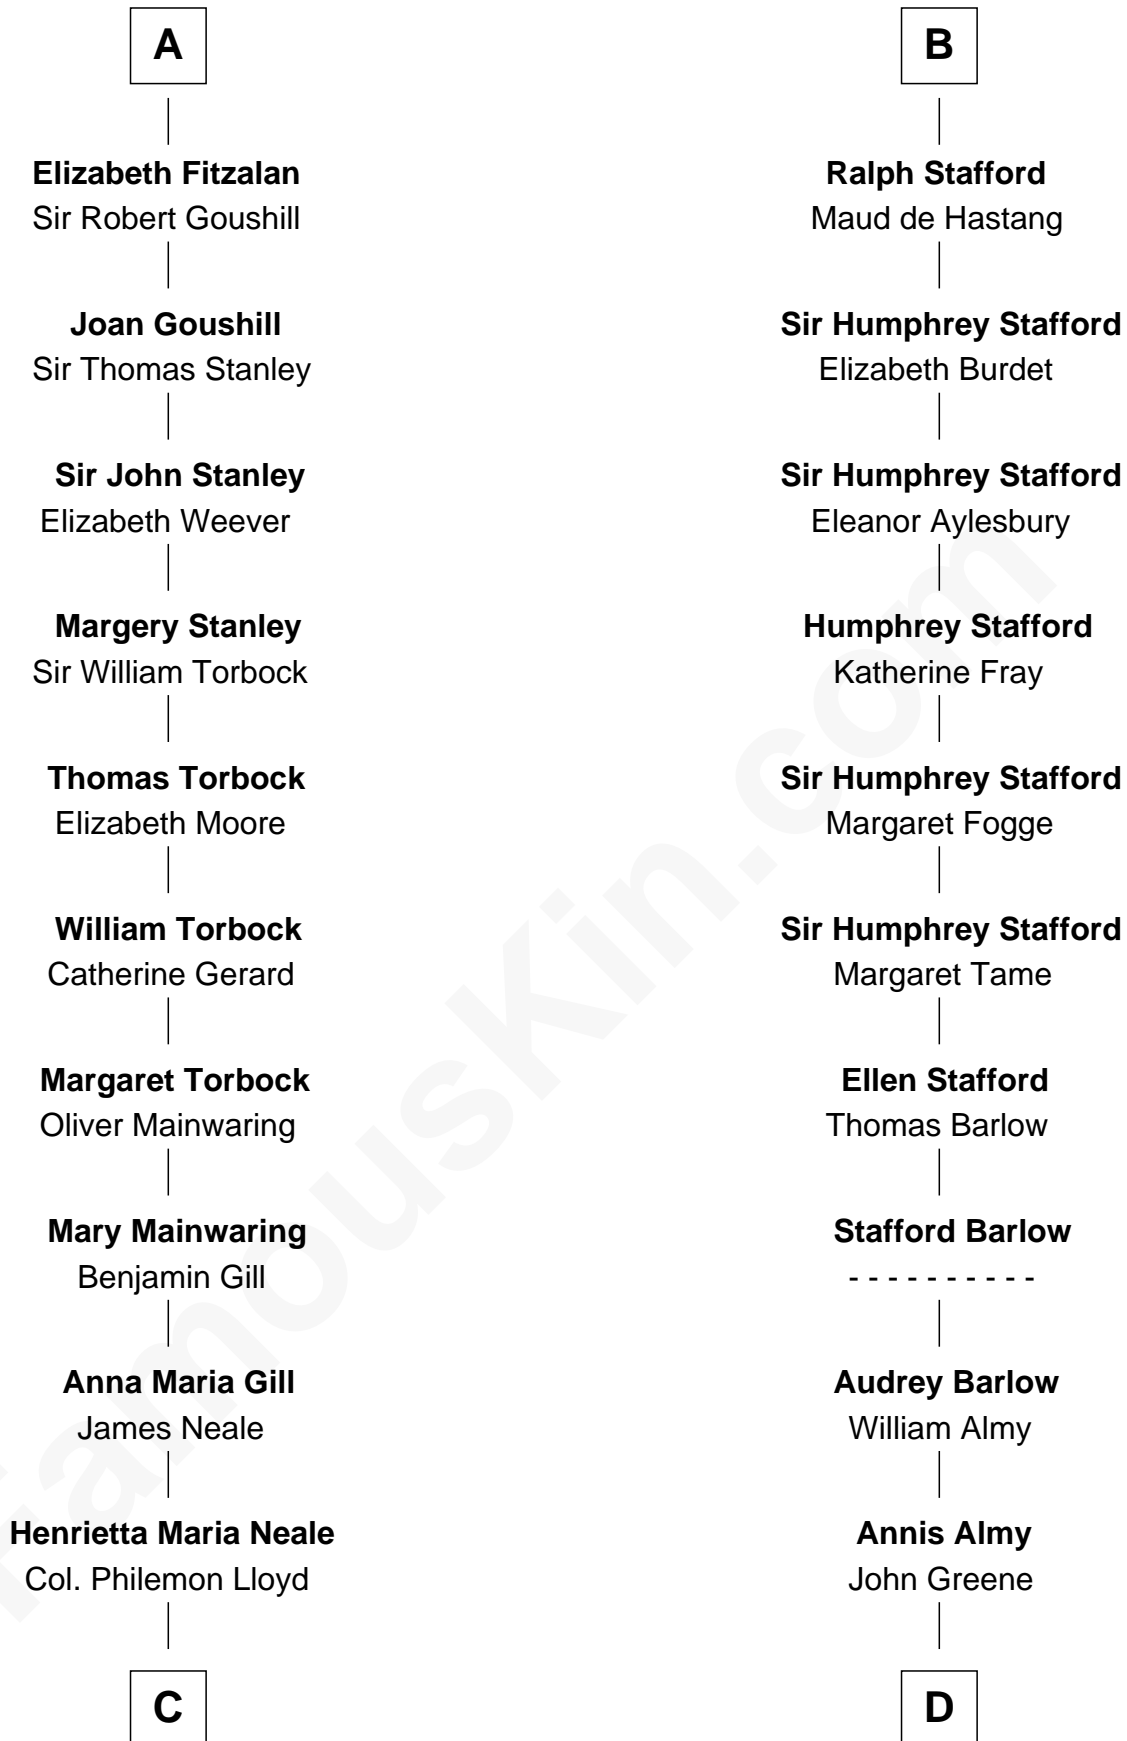 A
Elizabeth Fitzalan
Sir Robert Goushill
Joan Goushill
Sir Thomas Stanley
Sir John Stanley
Elizabeth Weever
Margery Stanley
Sir William Torbock
Thomas Torbock
Elizabeth Moore
William Torbock
Catherine Gerard
Margaret Torbock
Oliver Mainwaring
Mary Mainwaring
Benjamin Gill
Anna Maria Gill
James Neale
Henrietta Maria Neale
Col. Philemon Lloyd
C
B
Ralph Stafford
Maud de Hastang
Sir Humphrey Stafford
Elizabeth Burdet
Sir Humphrey Stafford
Eleanor Aylesbury
Humphrey Stafford
Katherine Fray
Sir Humphrey Stafford
Margaret Fogge
Sir Humphrey Stafford
Margaret Tame
Ellen Stafford
Thomas Barlow
Stafford Barlow
- - - - - - - - - -
Audrey Barlow
William Almy
Annis Almy
John Greene
D
FamousKin.com